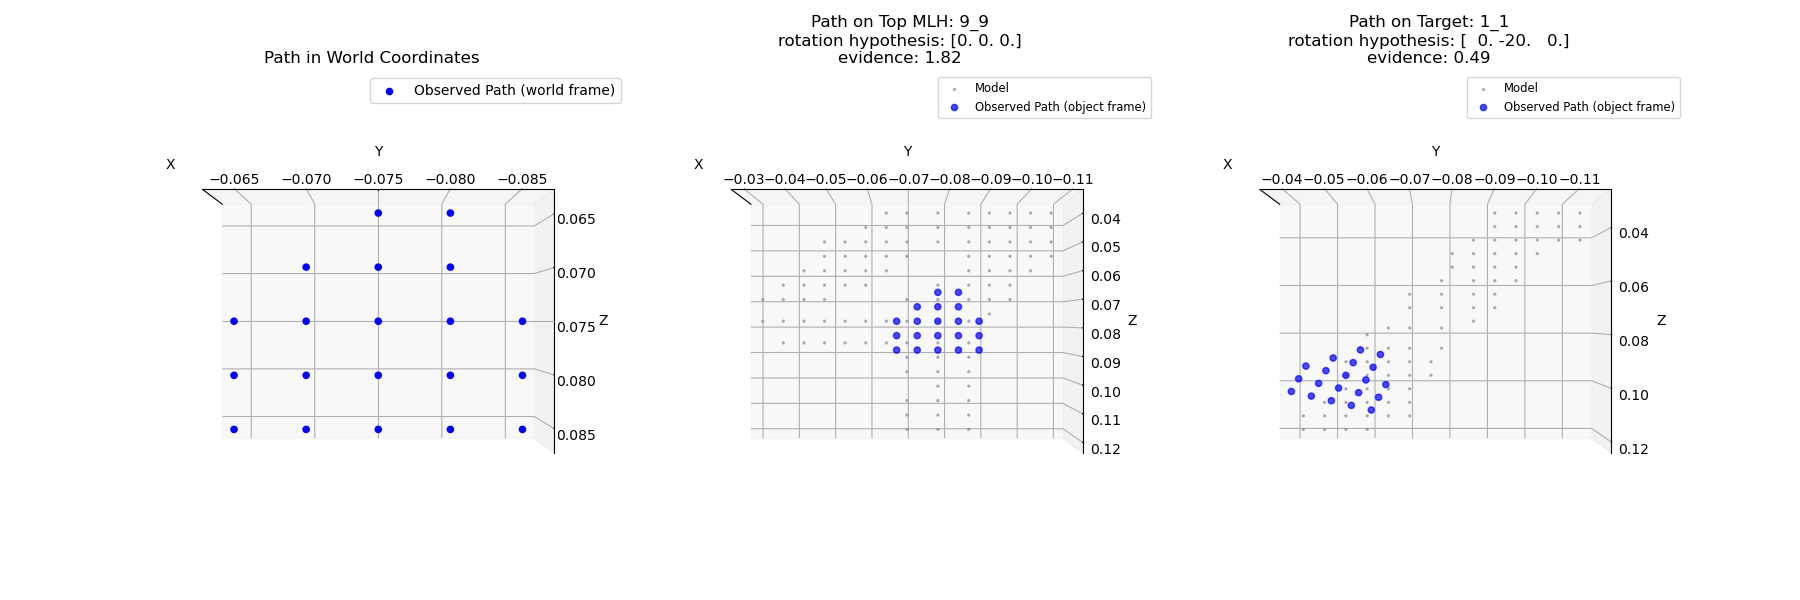 Path in World Coordinates
Observed Path (world frame)
X
Y
−0.065 −0.070 −0.075 −0.080 −0.085
0.065
0.070
0.075
Z
0.080
0.085
Path on Top MLH: 9_9
rotation hypothesis: [0. 0. 0.]
evidence: 1.82
Model
Observed Path (object frame)
X
Y
−0.03 −0.04 −0.05 −0.06 −0.07 −0.08 −0.09 −0.10 −0.11
0.04
0.05
0.06
0.07
Z
0.08
0.09
0.10
0.11
0.12
Path on Target: 1_1
rotation hypothesis: [  0. -20.   0.]
evidence: 0.49
Model
Observed Path (object frame)
X
Y
−0.04 −0.05 −0.06 −0.07 −0.08 −0.09 −0.10 −0.11
0.04
0.06
Z
0.08
0.10
0.12